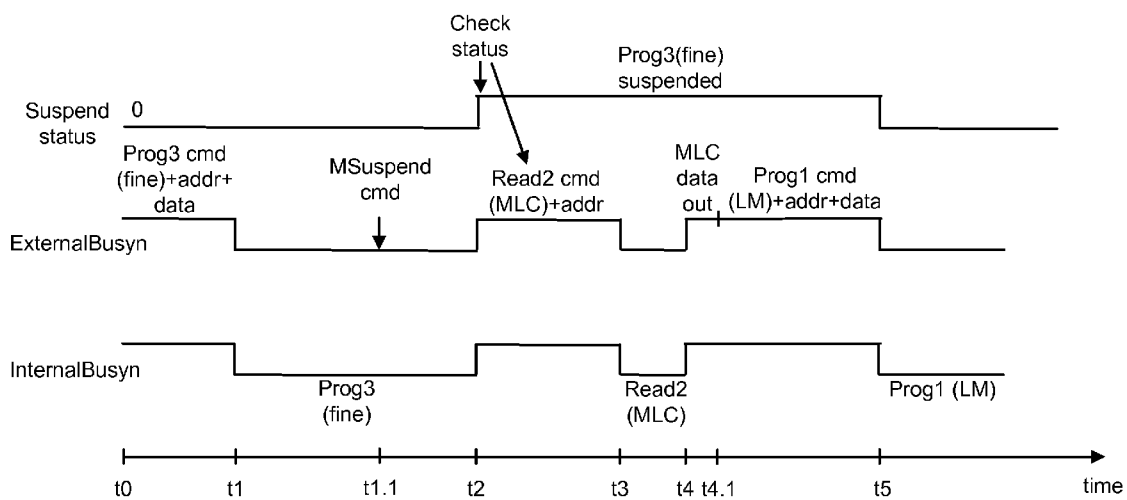 Check
status
Prog3(fine)
suspended
Suspend
status
0
Prog3 cmd
(fine)+addr+
data
MSuspend
cmd
Read2 cmd
(MLC)+addr
MLC
data
out
Prog1 cmd
(LM)+addr+data
ExternalBusyn
InternalBusyn
Prog3
(fine)
Read2
(MLC)
Prog1 (LM)
t0 t1 t1.1 t2 t3 t4 t4.1 t5 time